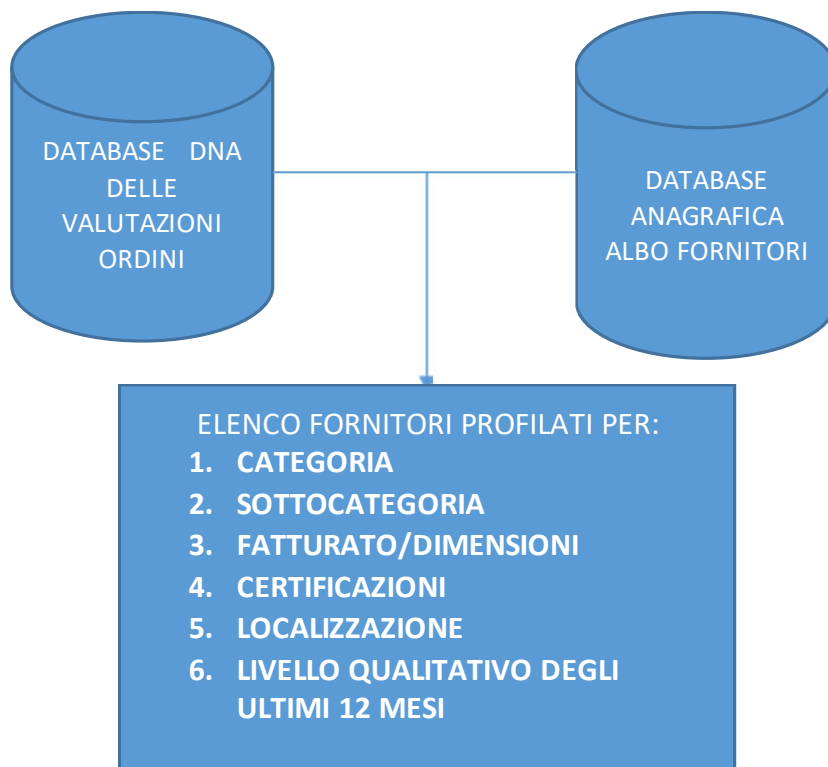 DATABASE DNA
DELLE
VALUTAZIONI
ORDINI
DATABASE
ANAGRAFICA
ALBO FORNITORI
ELENCO FORNITORI PROFILATI PER:
1. CATEGORIA
2. SOTTOCATEGORIA
3. FATTURATO/DIMENSIONI
4. CERTIFICAZIONI
5. LOCALIZZAZIONE
6. LIVELLO QUALITATIVO DEGLI
ULTIMI 12 MESI